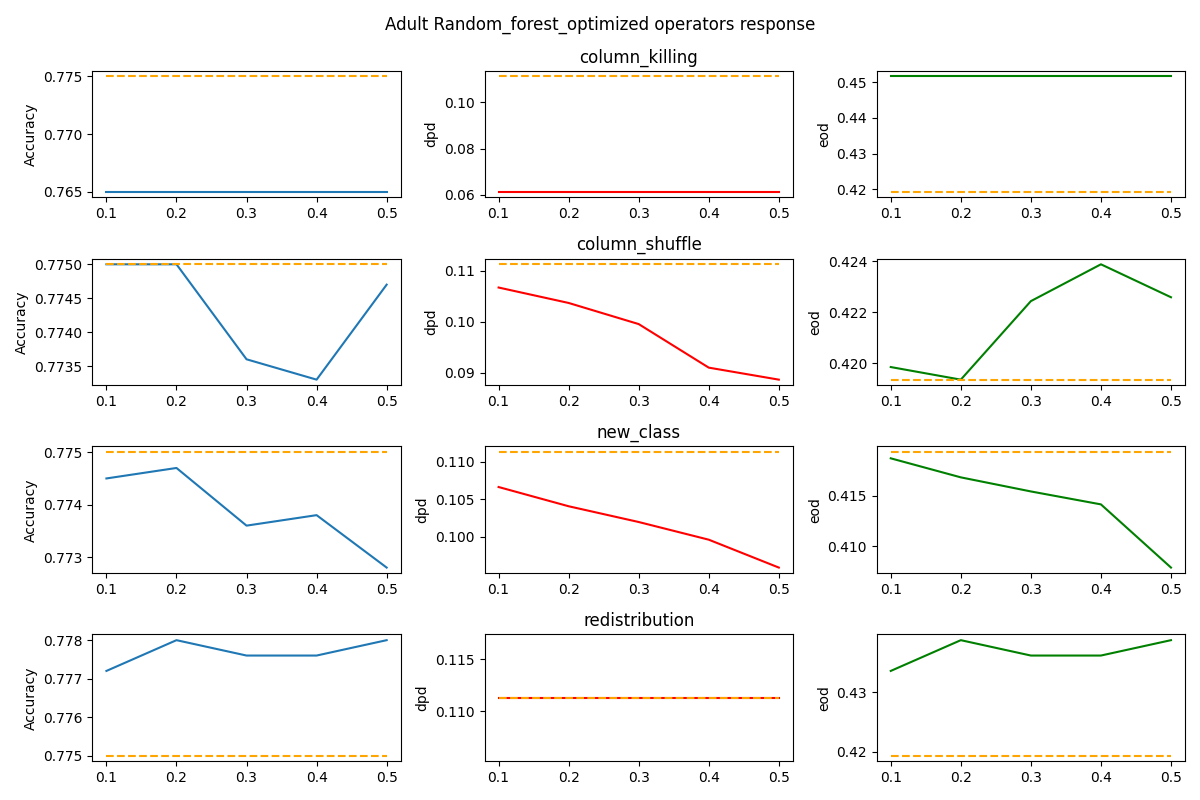 Adult Random_forest_optimized operators response
column_killing
Accuracy
0.775
0.770
0.765
0.1 0.2 0.3 0.4 0.5
dpd
0.10
0.08
0.06
0.1 0.2 0.3 0.4 0.5
eod
0.45
0.44
0.43
0.42
0.1 0.2 0.3 0.4 0.5
column_shuffle
Accuracy
0.7750
0.7745
0.7740
0.7735
0.1 0.2 0.3 0.4 0.5
dpd
0.11
0.10
0.09
0.1 0.2 0.3 0.4 0.5
eod
0.424
0.422
0.420
0.1 0.2 0.3 0.4 0.5
new_class
Accuracy
0.775
0.774
0.773
0.1 0.2 0.3 0.4 0.5
dpd
0.110
0.105
0.100
0.1 0.2 0.3 0.4 0.5
eod
0.415
0.410
0.1 0.2 0.3 0.4 0.5
redistribution
Accuracy
0.778
0.777
0.776
0.775
0.1 0.2 0.3 0.4 0.5
dpd
0.115
0.110
0.1 0.2 0.3 0.4 0.5
eod
0.43
0.42
0.1 0.2 0.3 0.4 0.5